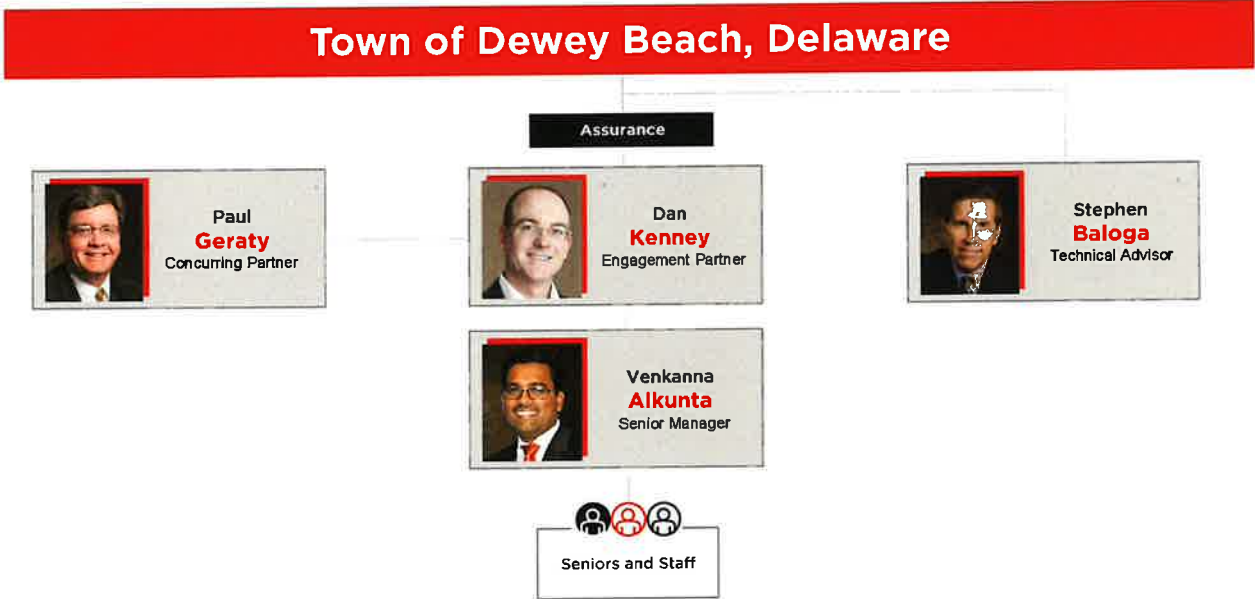 Town of Dewey Beach, Delaware
Assurance
Paul
Geraty
Concurring Partner
Dan
Kenney
Engagement Partner
Stephen
Baloga
Technical Advisor
Venkanna
Alkunta
Senior Manager
Seniors and Staff